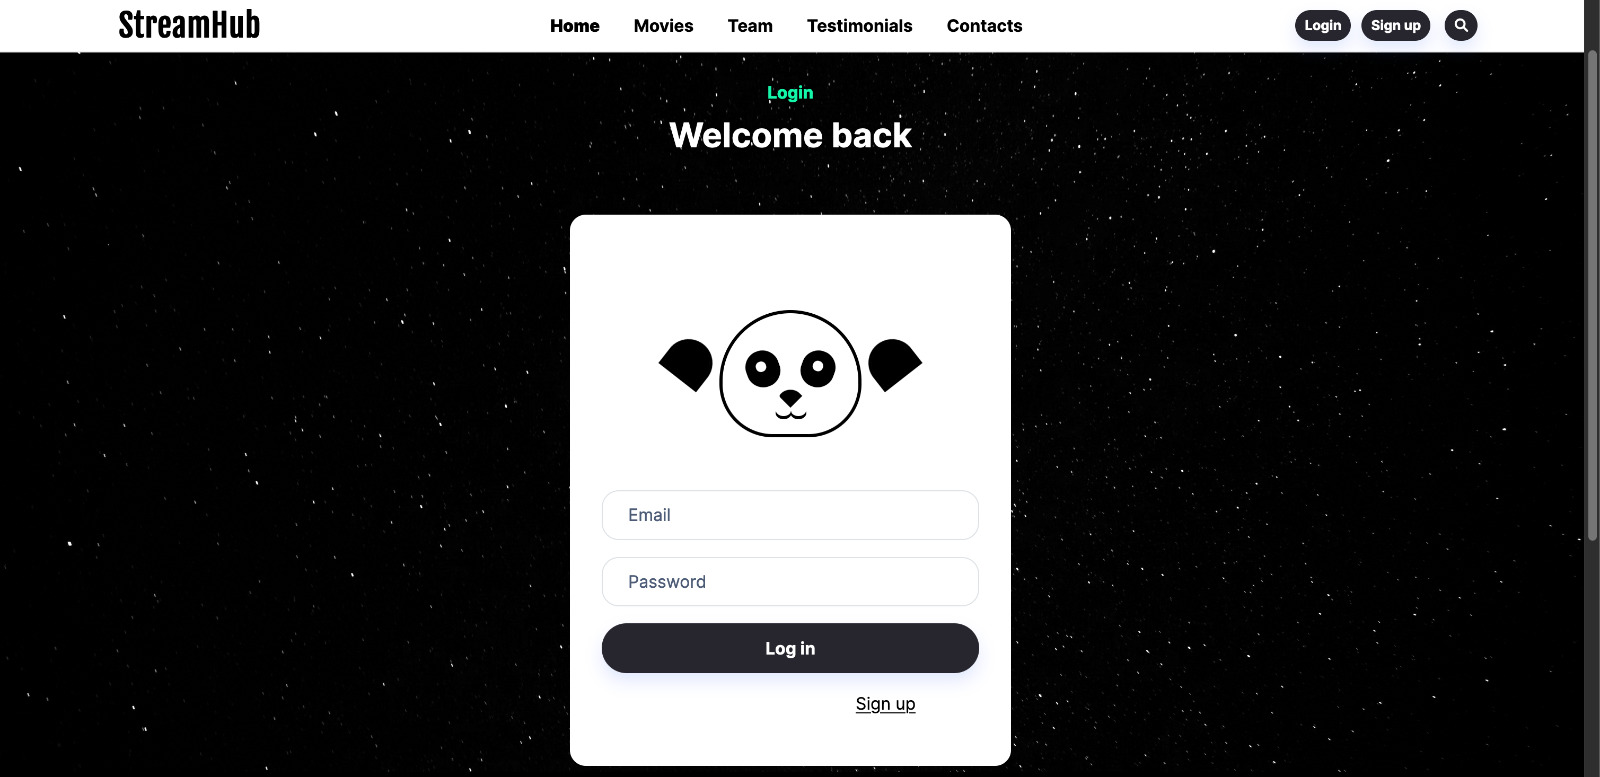 StreamHub
Home Movies Team Testimonials Contacts
Login Sign up
Login
Welcome back
Email
Password
Log in
Sign up